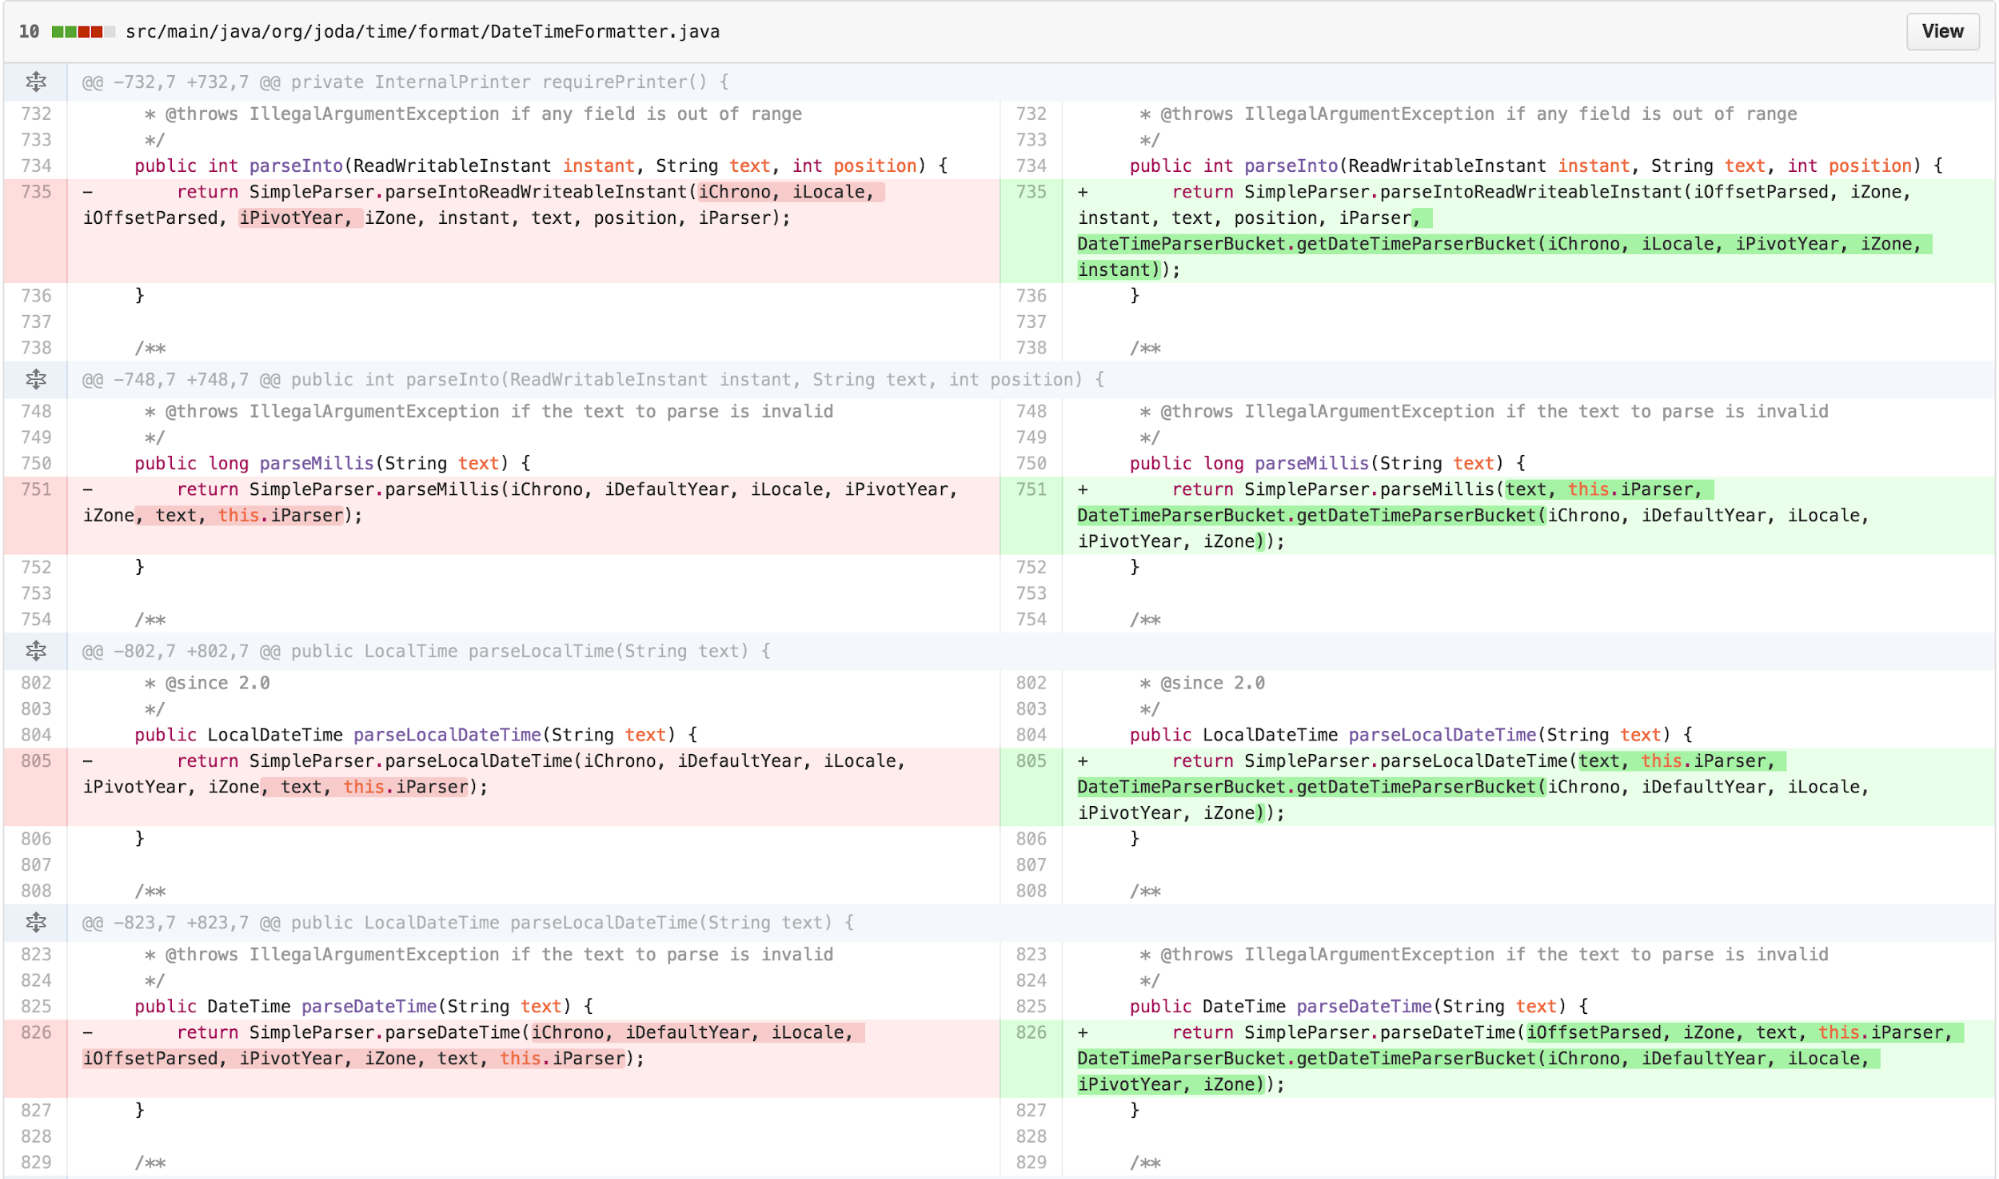 10 src/main/java/org/joda/time/format/DateTimeFormatter.java View
@@ -732,7 +732,7 @@ private InternalPrinter requirePrinter() {
732 * @throws IllegalArgumentException if any field is out of range 732 * @throws IllegalArgumentException if any field is out of range
733 */ 733 */
734 public int parseInto(ReadWritableInstant instant, String text, int position) { 734 public int parseInto(ReadWritableInstant instant, String text, int position) {
735 - return SimpleParser.parseIntoReadWriteableInstant(iChrono, iLocale, 735 + return SimpleParser.parseIntoReadWriteableInstant(iOffsetParsed, iZone,
iOffsetParsed, iPivotYear, iZone, instant, text, position, iParser); instant, text, position, iParser,
DateTimeParserBucket.getDateTimeParserBucket(iChrono, iLocale, iPivotYear, iZone,
instant));
736 } 736 }
737 737
738 /** 738 /**
@@ -748,7 +748,7 @@ public int parseInto(ReadWritableInstant instant, String text, int position) {
748 * @throws IllegalArgumentException if the text to parse is invalid 748 * @throws IllegalArgumentException if the text to parse is invalid
749 */ 749 */
750 public long parseMillis(String text) { 750 public long parseMillis(String text) {
751 - return SimpleParser.parseMillis(iChrono, iDefaultYear, iLocale, iPivotYear, 751 + return SimpleParser.parseMillis(text, this.iParser,
iZone, text, this.iParser); DateTimeParserBucket.getDateTimeParserBucket(iChrono, iDefaultYear, iLocale,
iPivotYear, iZone));
752 } 752 }
753 753
754 /** 754 /**
@@ -802,7 +802,7 @@ public LocalTime parseLocalTime(String text) {
802 * @since 2.0 802 * @since 2.0
803 */ 803 */
804 public LocalDateTime parseLocalDateTime(String text) { 804 public LocalDateTime parseLocalDateTime(String text) {
805 - return SimpleParser.parseLocalDateTime(iChrono, iDefaultYear, iLocale, 805 + return SimpleParser.parseLocalDateTime(text, this.iParser,
iPivotYear, iZone, text, this.iParser); DateTimeParserBucket.getDateTimeParserBucket(iChrono, iDefaultYear, iLocale,
iPivotYear, iZone));
806 } 806 }
807 807
808 /** 808 /**
@@ -823,7 +823,7 @@ public LocalDateTime parseLocalDateTime(String text) {
823 * @throws IllegalArgumentException if the text to parse is invalid 823 * @throws IllegalArgumentException if the text to parse is invalid
824 */ 824 */
825 public DateTime parseDateTime(String text) { 825 public DateTime parseDateTime(String text) {
826 - return SimpleParser.parseDateTime(iChrono, iDefaultYear, iLocale, 826 + return SimpleParser.parseDateTime(iOffsetParsed, iZone, text, this.iParser,
iOffsetParsed, iPivotYear, iZone, text, this.iParser); DateTimeParserBucket.getDateTimeParserBucket(iChrono, iDefaultYear, iLocale,
iPivotYear, iZone));
827 } 827 }
828 828
829 /** 829 /**